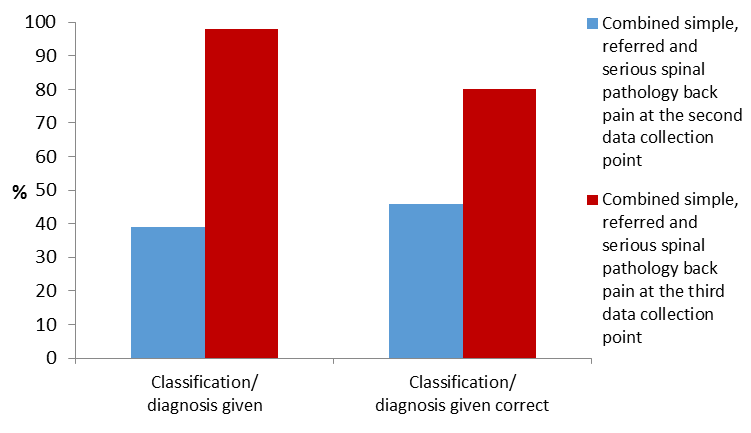 100
90
80
70
60
50
40
30
20
10
0
%
Classification/
diagnosis given
Classification/
diagnosis given correct
Combined simple,
referred and
serious spinal
pathology back
pain at the second
data collection
point
Combined simple,
referred and
serious spinal
pathology back
pain at the third
data collection
point